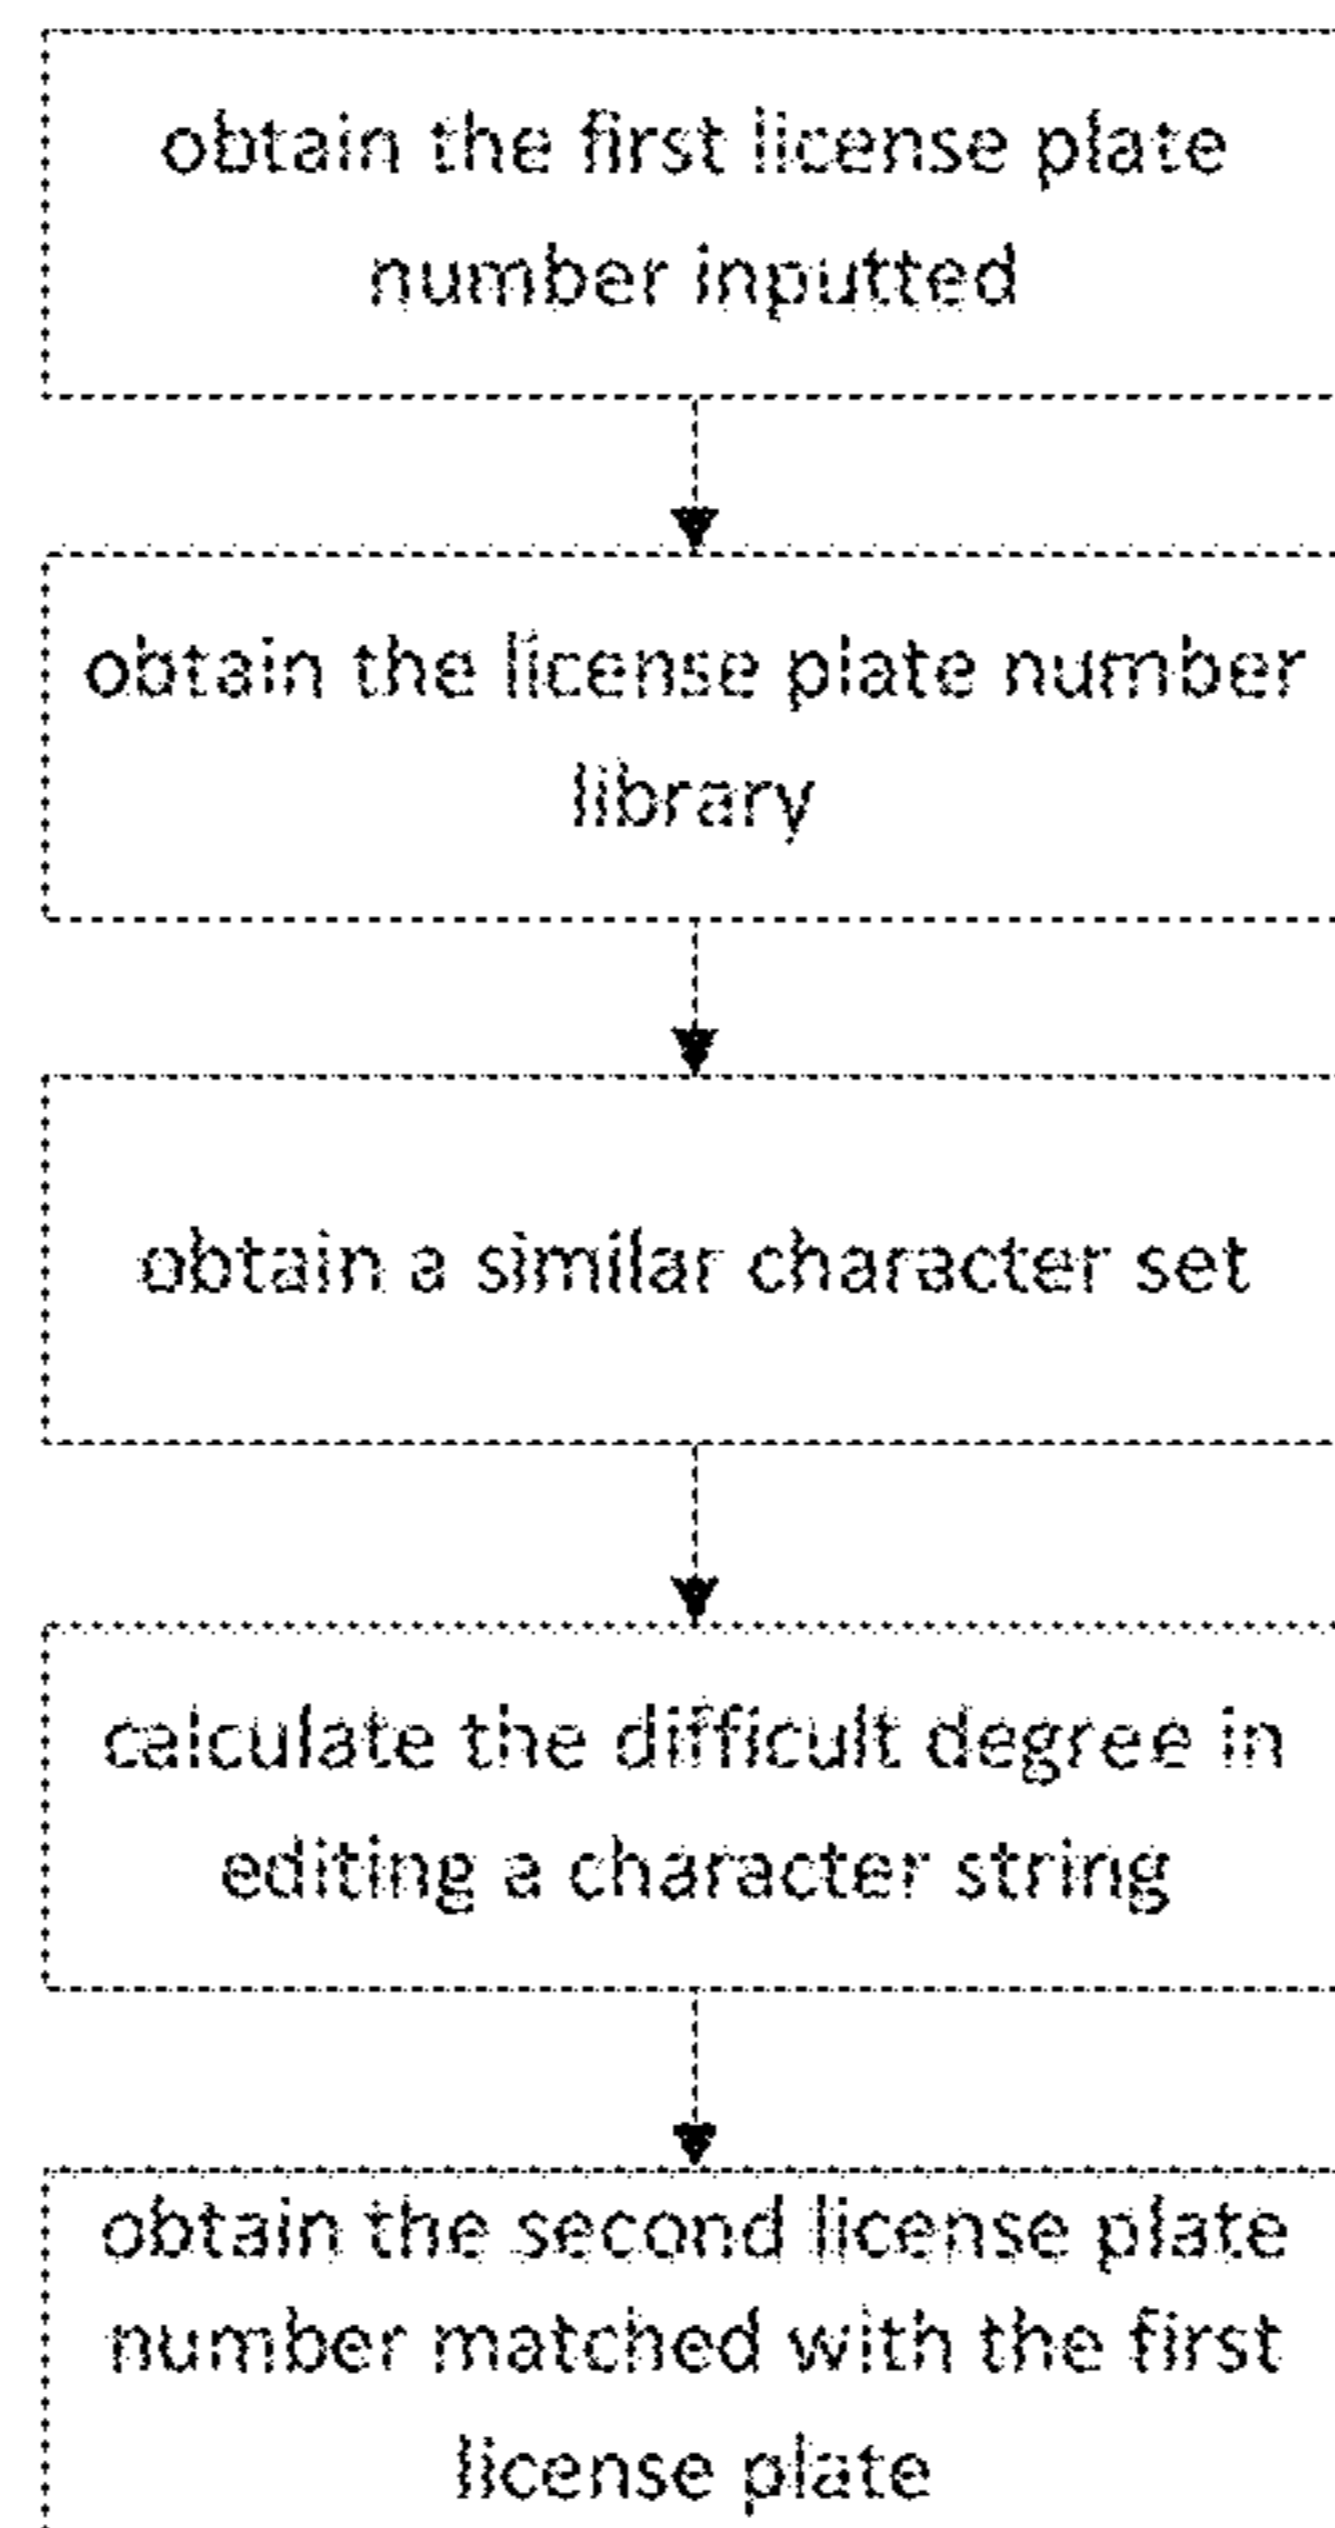 obtain the first license plate
number inputted
obtain the license plate number
library
obtain a similar character set
calculate the difficult degree in
editing a character string
obtain the second license plate
number matched with the first
license plate